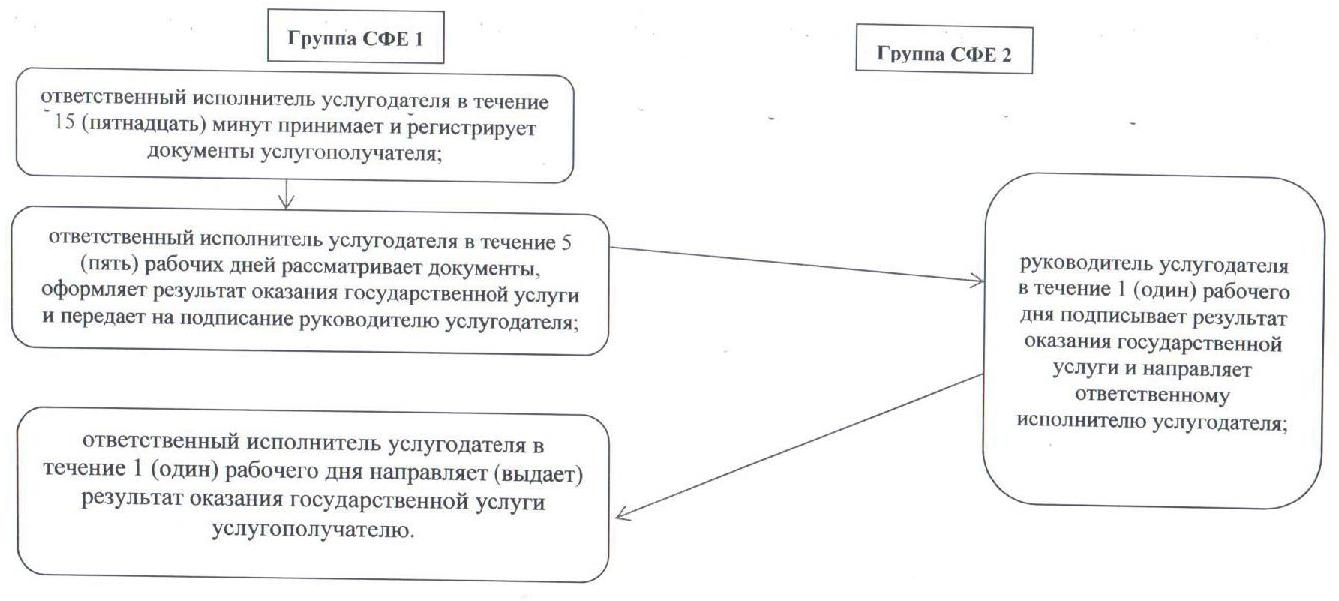 Группа СФЕ 1
Группа СФЕ 2
ответственный исполнитель услугодателя в течение
15 (пятнадцать) минут принимает и регистрирует
документы услугополучателя;
ответственный исполнитель услугодателя в течение 5
(пять) рабочих дней рассматривает документы,
оформляет результат оказания государственной услуги
и передает на подписание руководителю услугодателя;
руководитель услугодателя
в течение 1 (один) рабочего
дня подписывает результат
оказания государственной
услуги и направляет
ответственному
исполнителю услугодателя;
ответственный исполнитель услугодателя в
течение 1 (один) рабочего дня направляет (выдает)
результат оказания государственной услуги
услугополучателю.